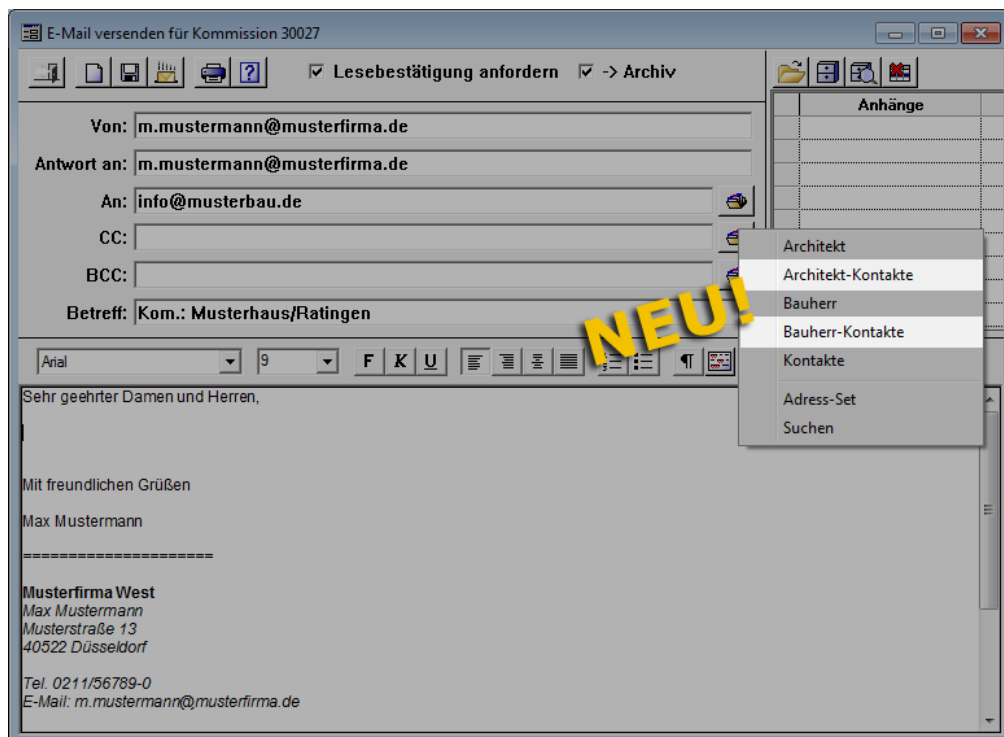 E-Mail versenden für Kommission 30027
Lesebestätigung anfordern -> Archiv
Anhänge
Von: m.mustermann@musterfirma.de
Antwort an: m.mustermann@musterfirma.de
An: info@musterbau.de
CC:
BCC:
Betreff: Kom.: Musterhaus/Ratingen
Architekt
Architekt-Kontakte
Bauherr
Bauherr-Kontakte
Kontakte
Adress-Set
Suchen
NEU!
Arial 9 F K U
Sehr geehrter Damen und Herren,
Mit freundlichen Grüßen
Max Mustermann
=====================
Musterfirma West
Max Mustermann
Musterstraße 13
40522 Düsseldorf
Tel. 0211/56789-0
E-Mail: m.mustermann@musterfirma.de